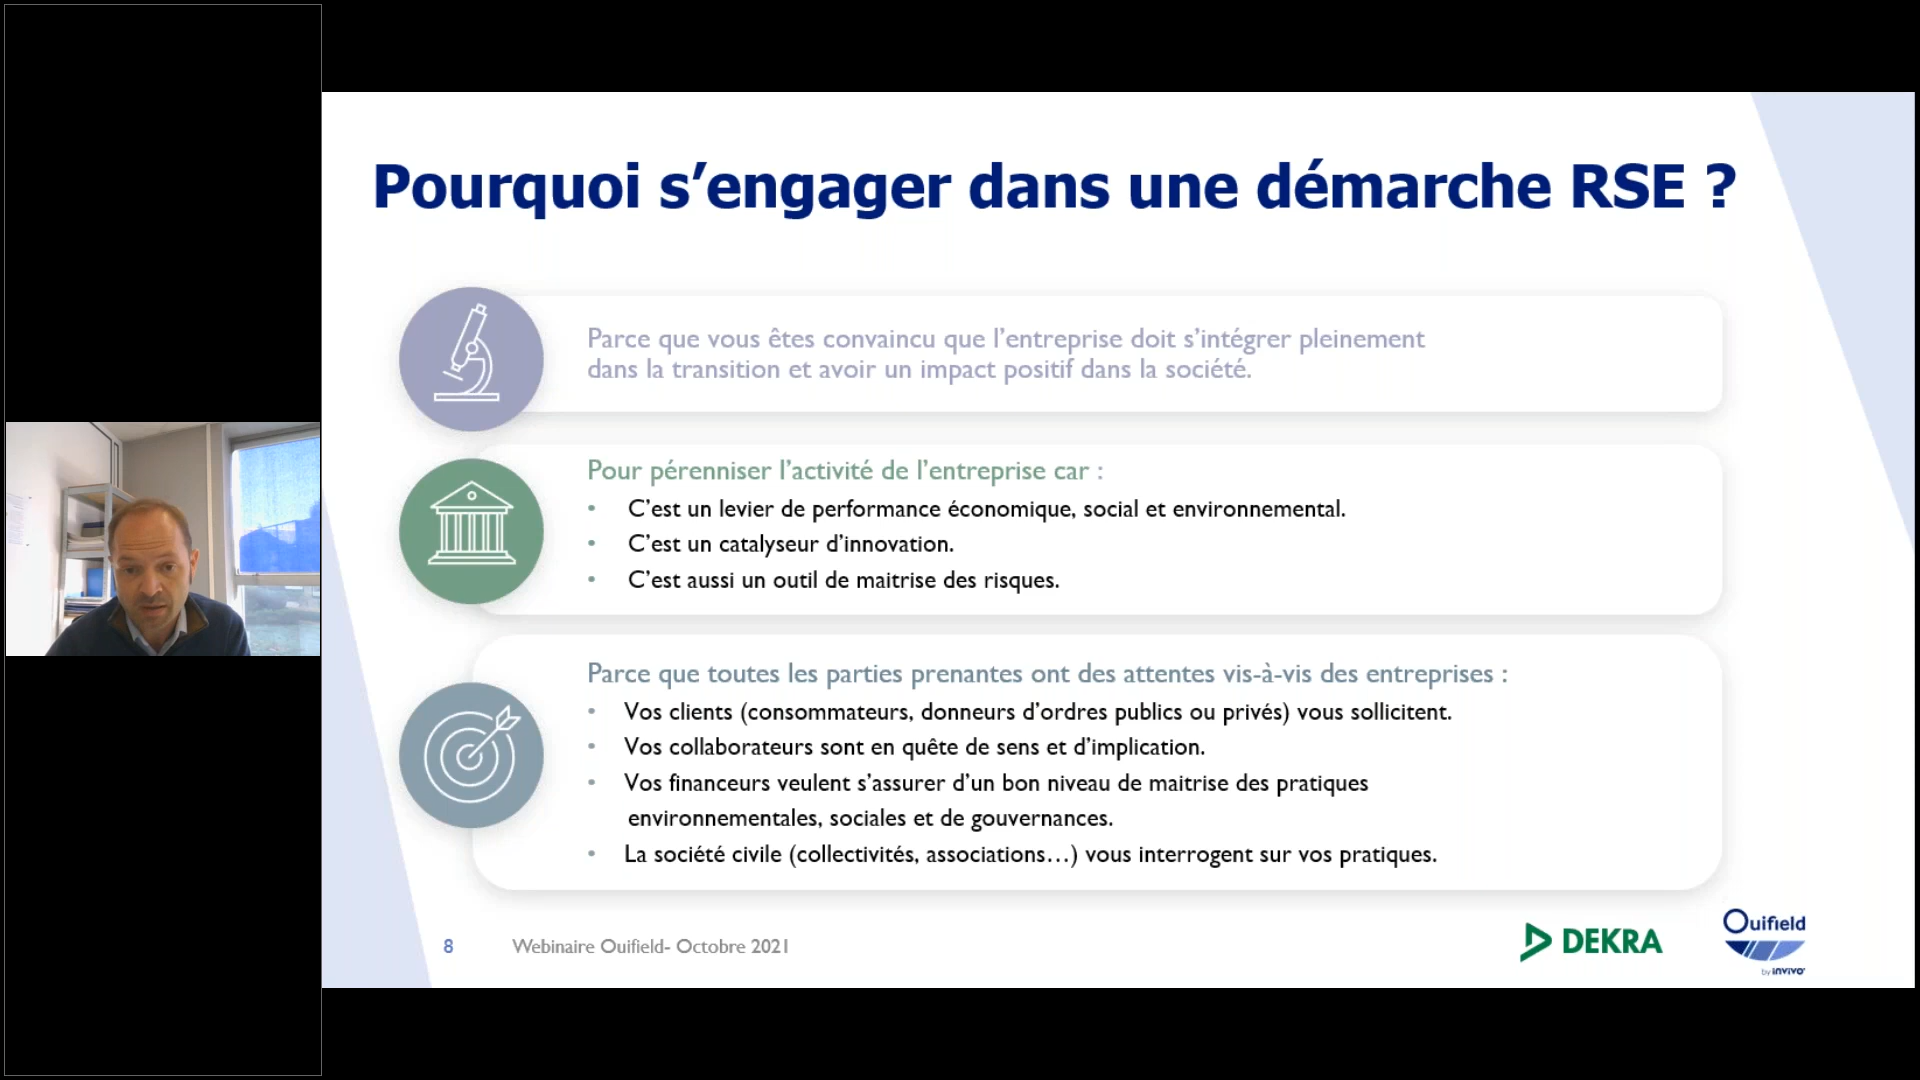 Pourquoi s’engager dans une démarche RSE ?
Parce que vous êtes convaincu que l’entreprise doit s’intégrer pleinement
dans la transition et avoir un impact positif dans la société.
Pour pérenniser l’activité de l’entreprise car :
• C’est un levier de performance économique, social et environnemental.
• C’est un catalyseur d’innovation.
• C’est aussi un outil de maitrise des risques.
Parce que toutes les parties prenantes ont des attentes vis-à-vis des entreprises :
• Vos clients (consommateurs, donneurs d’ordres publics ou privés) vous sollicitent.
• Vos collaborateurs sont en quête de sens et d’implication.
• Vos financeurs veulent s’assurer d’un bon niveau de maitrise des pratiques
environnementales, sociales et de gouvernances.
• La société civile (collectivités, associations…) vous interrogent sur vos pratiques.
8 Webinaire Ouifield- Octobre 2021
DEKRA
Ouifield
by invivo